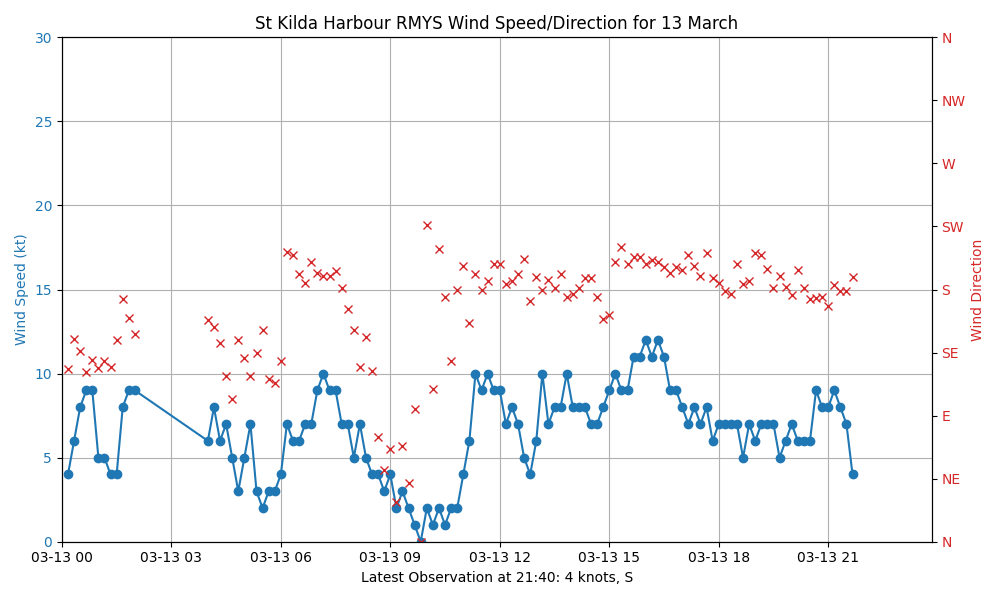 St Kilda Harbour RMYS Wind Speed/Direction for 13 March
30
25
20
15
10
5
0
Wind Speed (kt)
N
NW
W
SW
S
SE
E
NE
N
Wind Direction
03-13 00
03-13 03
03-13 06
03-13 09
03-13 12
03-13 15
03-13 18
03-13 21
Latest Observation at 21:40: 4 knots, S